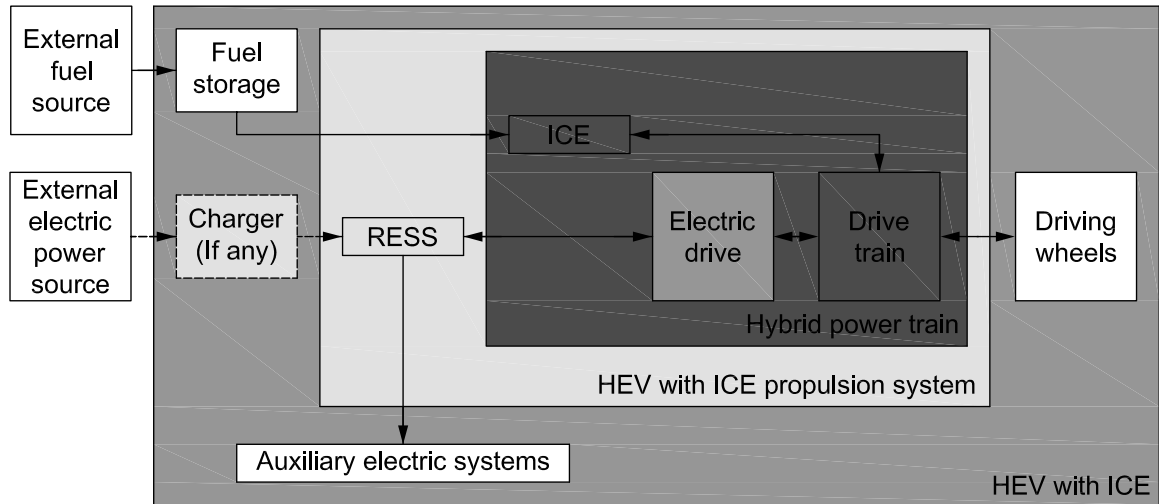 External
fuel
source
Fuel
storage
ICE
External
electric
power
source
Charger
(If any)
RESS
Electric
drive
Drive
train
Driving
wheels
Hybrid power train
HEV with ICE propulsion system
Auxiliary electric systems
HEV with ICE